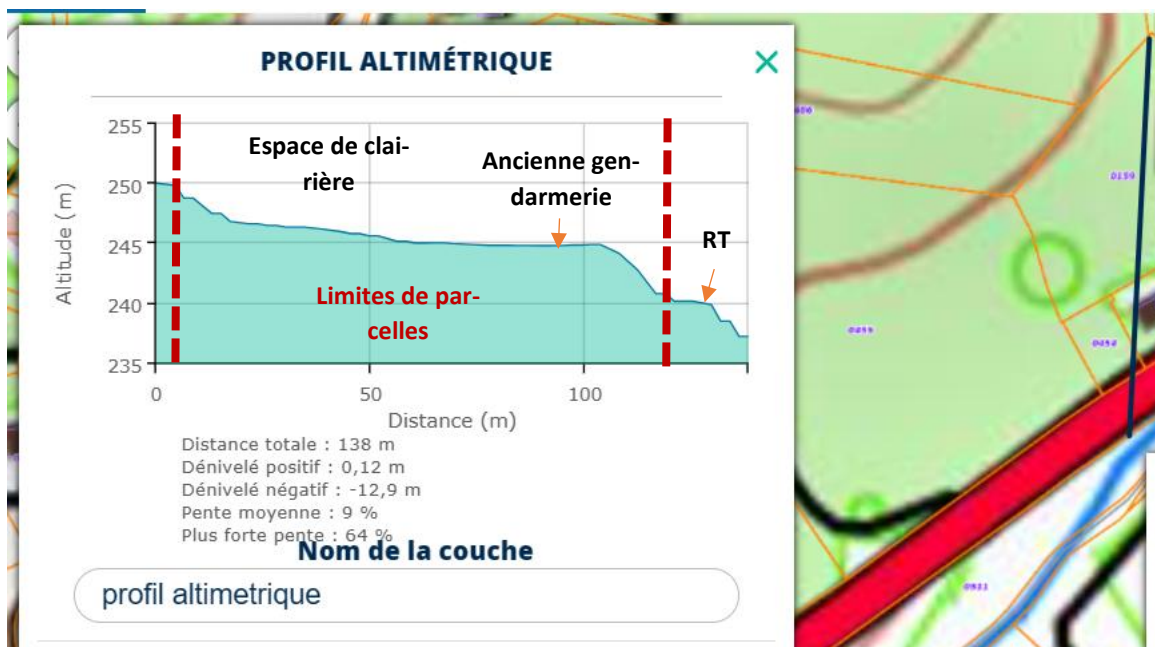 PROFIL ALTIMÉTRIQUE
255
250
245
240
235
Altitude (m)
Espace de clai-
rière
Ancienne gen-
darmerie
RT
Limites de par-
celles
0
50
100
Distance (m)
Distance totale : 138 m
Dénivelé positif : 0,12 m
Dénivelé négatif : -12,9 m
Pente moyenne : 9 %
Plus forte pente : 64 %
Nom de la couche
profil altimetrique
0159